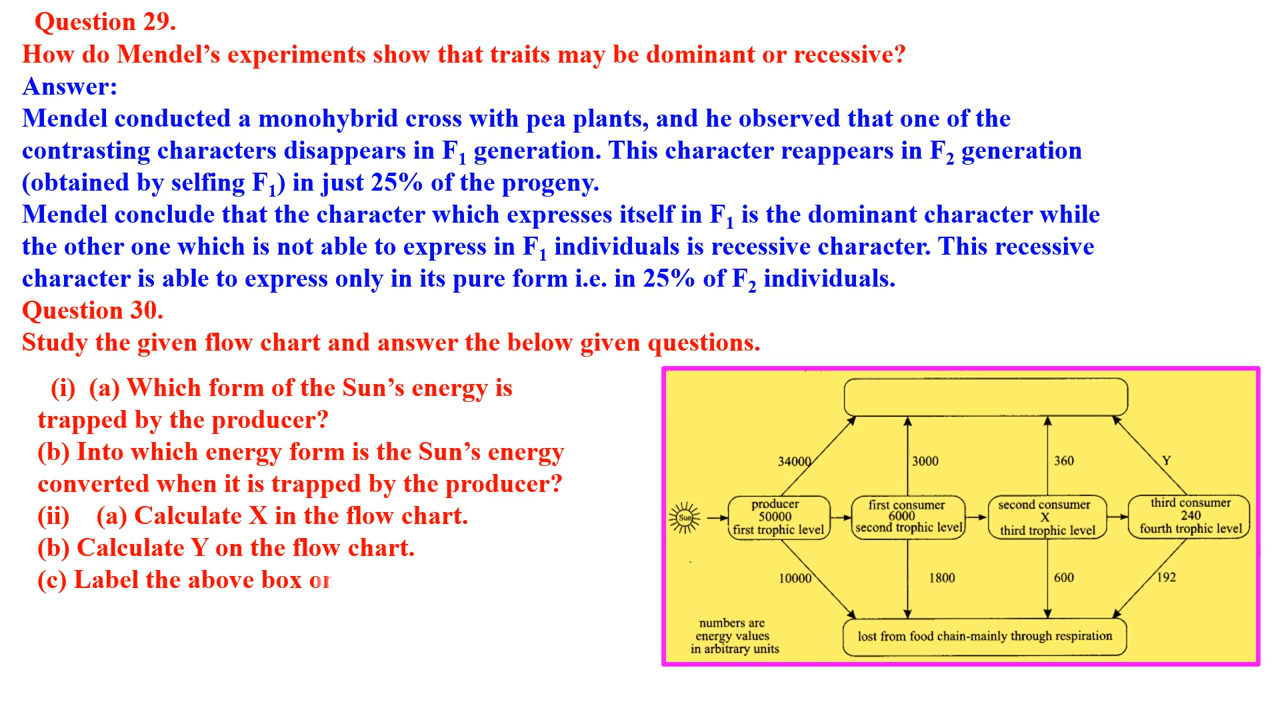 Question 29.
How do Mendel's experiments show that traits may be dominant or recessive?
Answer:
Mendel conducted a monohybrid cross with pea plants, and he observed that one of the
contrasting characters disappears in F₁ generation. This character reappears in F₂ generation
(obtained by selfing F₁) in just 25% of the progeny.
Mendel conclude that the character which expresses itself in F₁ is the dominant character while
the other one which is not able to express in F₁ individuals is recessive character. This recessive
character is able to express only in its pure form i.e. in 25% of F₂ individuals.
Question 30.
Study the given flow chart and answer the below given questions.
(i) (a) Which form of the Sun's energy is
trapped by the producer?
(b) Into which energy form is the Sun's energy
converted when it is trapped by the producer?
(ii) (a) Calculate X in the flow chart.
(b) Calculate Y on the flow chart.
(c) Label the above box or
34000
3000
360
Y
Sun
producer
50000
first trophic level
first consumer
6000
second trophic level
second consumer
X
third trophic level
third consumer
240
fourth trophic level
10000
1800
600
192
numbers are
energy values
in arbitrary units
lost from food chain-mainly through respiration